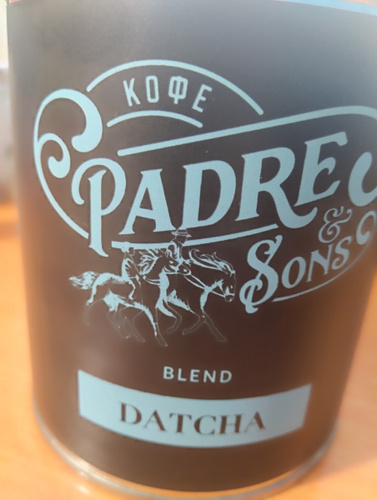 КОФЕ
PADRE
& SONS
BLEND
DATCHA